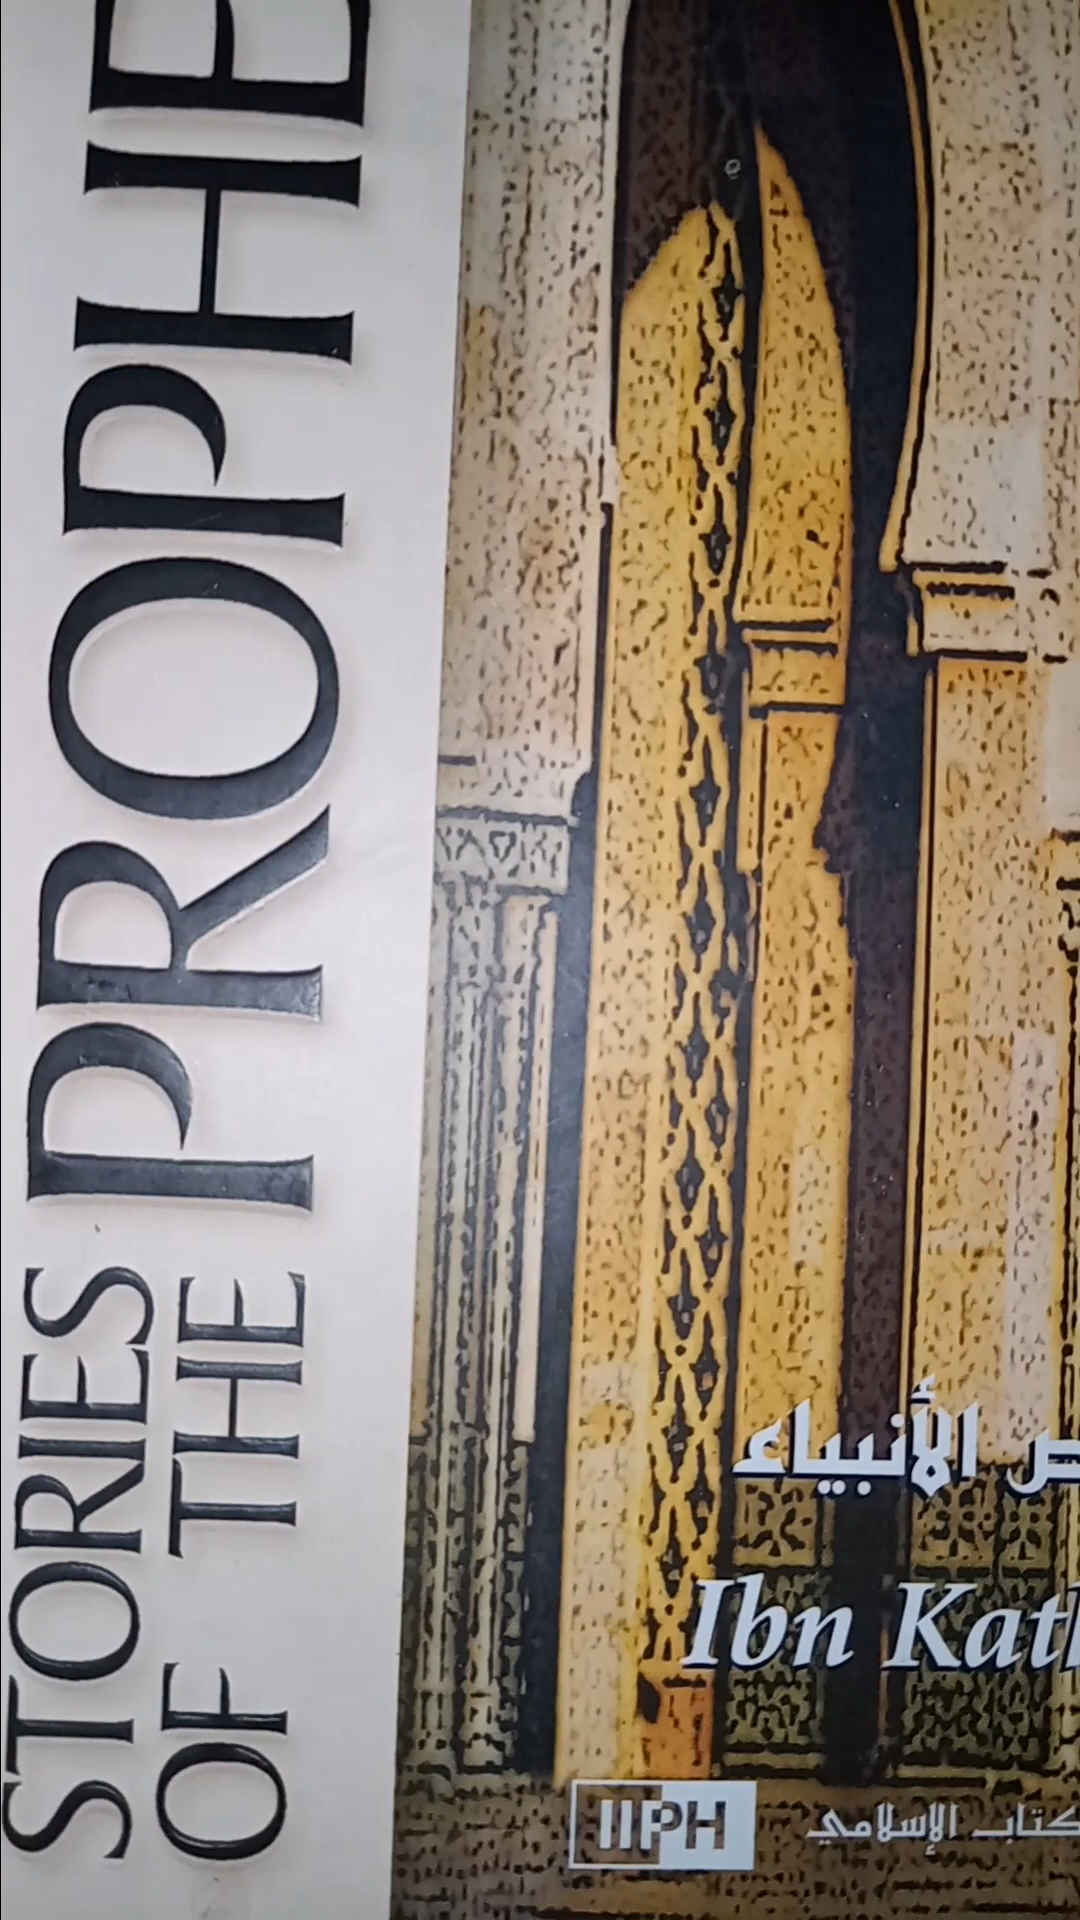 STORIES
OF THE PROPHE
الأنبياء
Ibn Kat
IIPH
الإسلامي